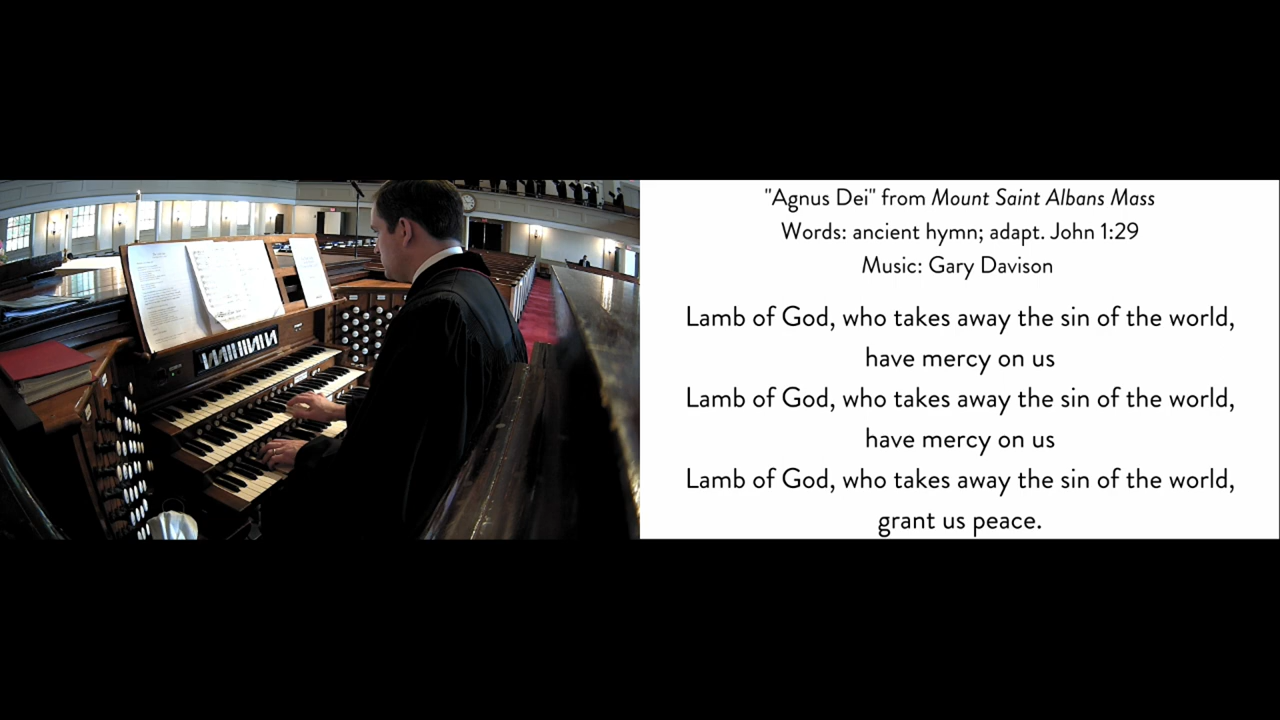 "Agnus Dei" from Mount Saint Albans Mass
Words: ancient hymn; adapt. John 1:29
Music: Gary Davison
Lamb of God, who takes away the sin of the world,
have mercy on us
Lamb of God, who takes away the sin of the world,
have mercy on us
Lamb of God, who takes away the sin of the world,
grant us peace.